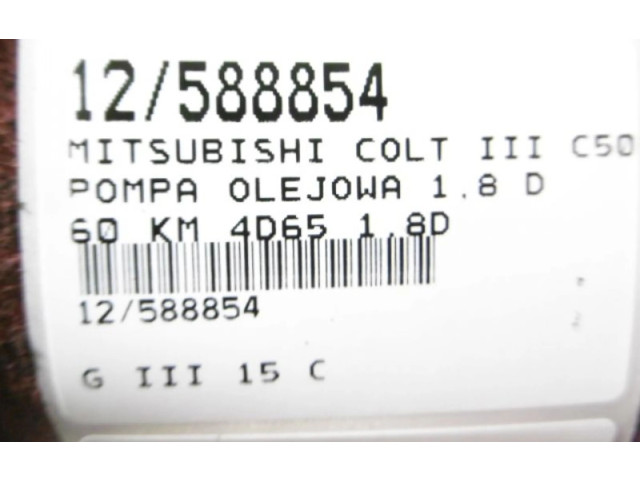 12/588854
MITSUBISHI COLT III C50
POMPA OLEJOWA 1.8 D
60 KM 4D65 1.8D
12/588854
G III 15 C